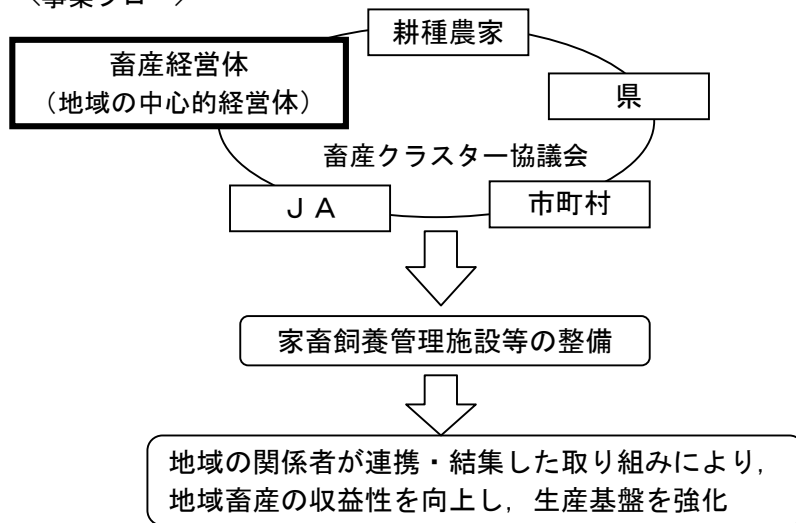 〈事業フロー〉
耕種農家
畜産経営体
（地域の中心的経営体）
県
畜産クラスター協議会
ＪＡ
市町村
家畜飼養管理施設等の整備
地域の関係者が連携・結集した取り組みにより，
地域畜産の収益性を向上し，生産基盤を強化